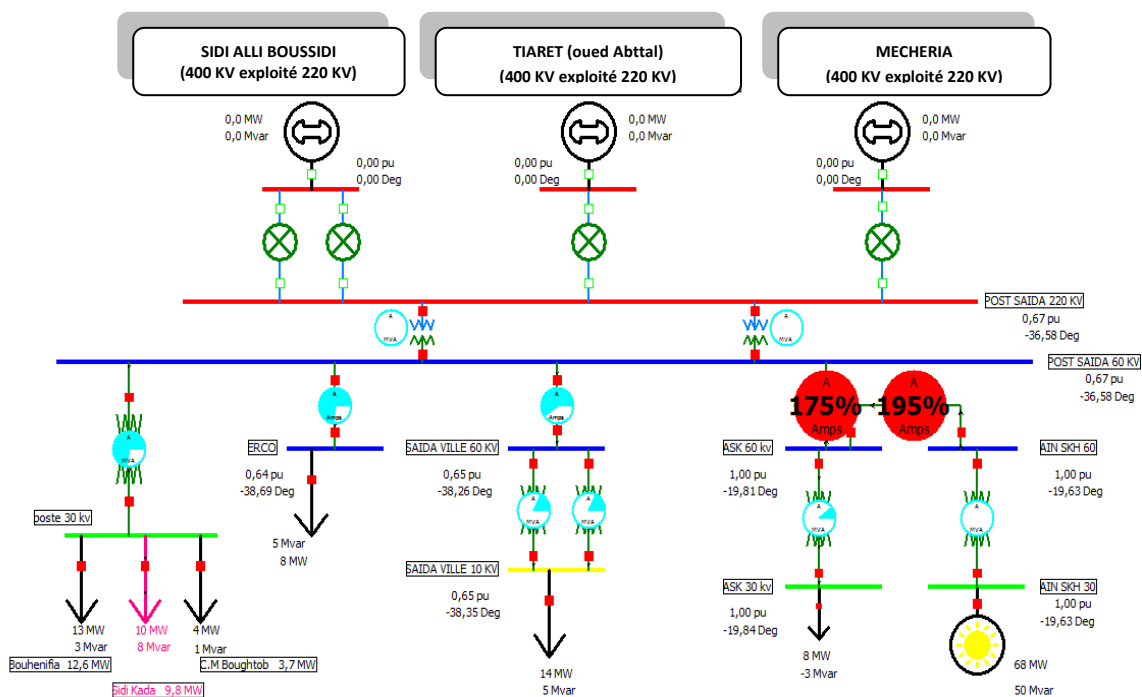 SIDI ALLI BOUSSIDI
(400 KV exploité 220 KV)
TIARET (oued Abttal)
(400 KV exploité 220 KV)
MECHERIA
(400 KV exploité 220 KV)
0,0 MW
0,0 Mvar
0,0 MW
0,0 Mvar
0,0 MW
0,0 Mvar
0,00 pu
0,00 Deg
0,00 pu
0,00 Deg
0,00 pu
0,00 Deg
POST SAIDA 220 KV
0,67 pu
-36,58 Deg
A
MVA
A
MVA
POST SAIDA 60 KV
0,67 pu
-36,58 Deg
A
Amps
A
Amps
A
175%
Amps
A
195%
Amps
A
MVA
ERCO
0,64 pu
-38,69 Deg
SAIDA VILLE 60 KV
0,65 pu
-38,26 Deg
ASK 60 kv
1,00 pu
-19,81 Deg
AIN SKH 60
1,00 pu
-19,63 Deg
A
MVA
A
MVA
A
MVA
A
MVA
poste 30 kv
5 Mvar
8 MW
SAIDA VILLE 10 KV
0,65 pu
-38,35 Deg
ASK 30 kv
1,00 pu
-19,84 Deg
AIN SKH 30
1,00 pu
-19,63 Deg
13 MW
3 Mvar
10 MW
8 Mvar
4 MW
1 Mvar
Bouhenifia 12,6 MW
C.M Boughtob 3,7 MW
Sidi Kada 9,8 MW
14 MW
5 Mvar
8 MW
-3 Mvar
68 MW
50 Mvar